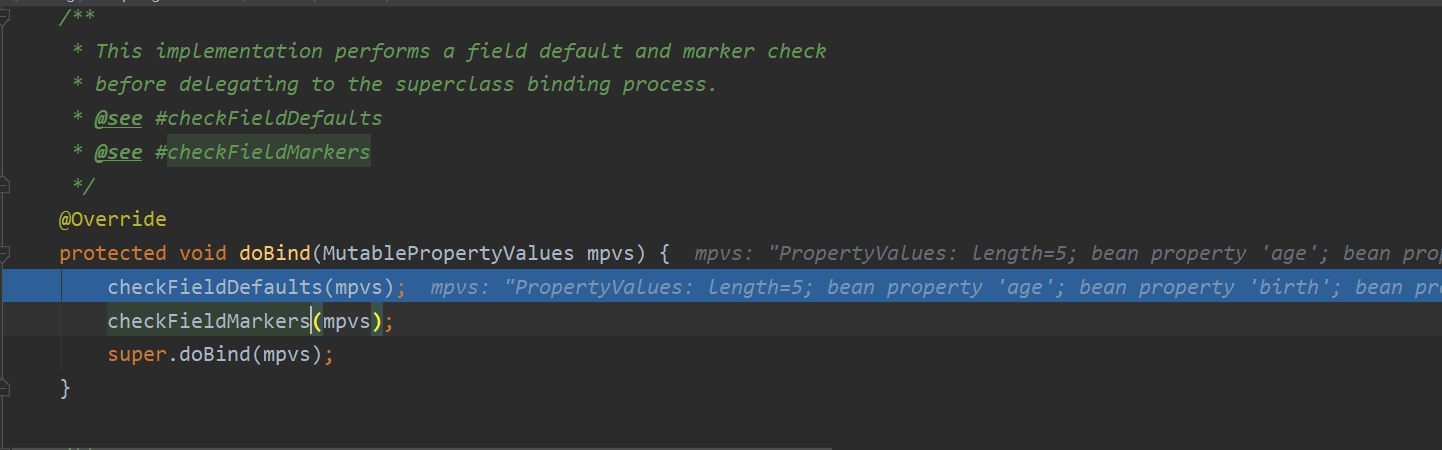 /**
* This implementation performs a field default and marker check
* before delegating to the superclass binding process.
* @see #checkFieldDefaults
* @see #checkFieldMarkers
*/
@Override
protected void doBind(MutablePropertyValues mpvs) { mpvs: "PropertyValues: length=5; bean property 'age'; bean
checkFieldDefaults(mpvs); mpvs: "PropertyValues: length=5; bean property 'age'; bean property 'birth'; bean
checkFieldMarkers(mpvs);
super.doBind(mpvs);
}